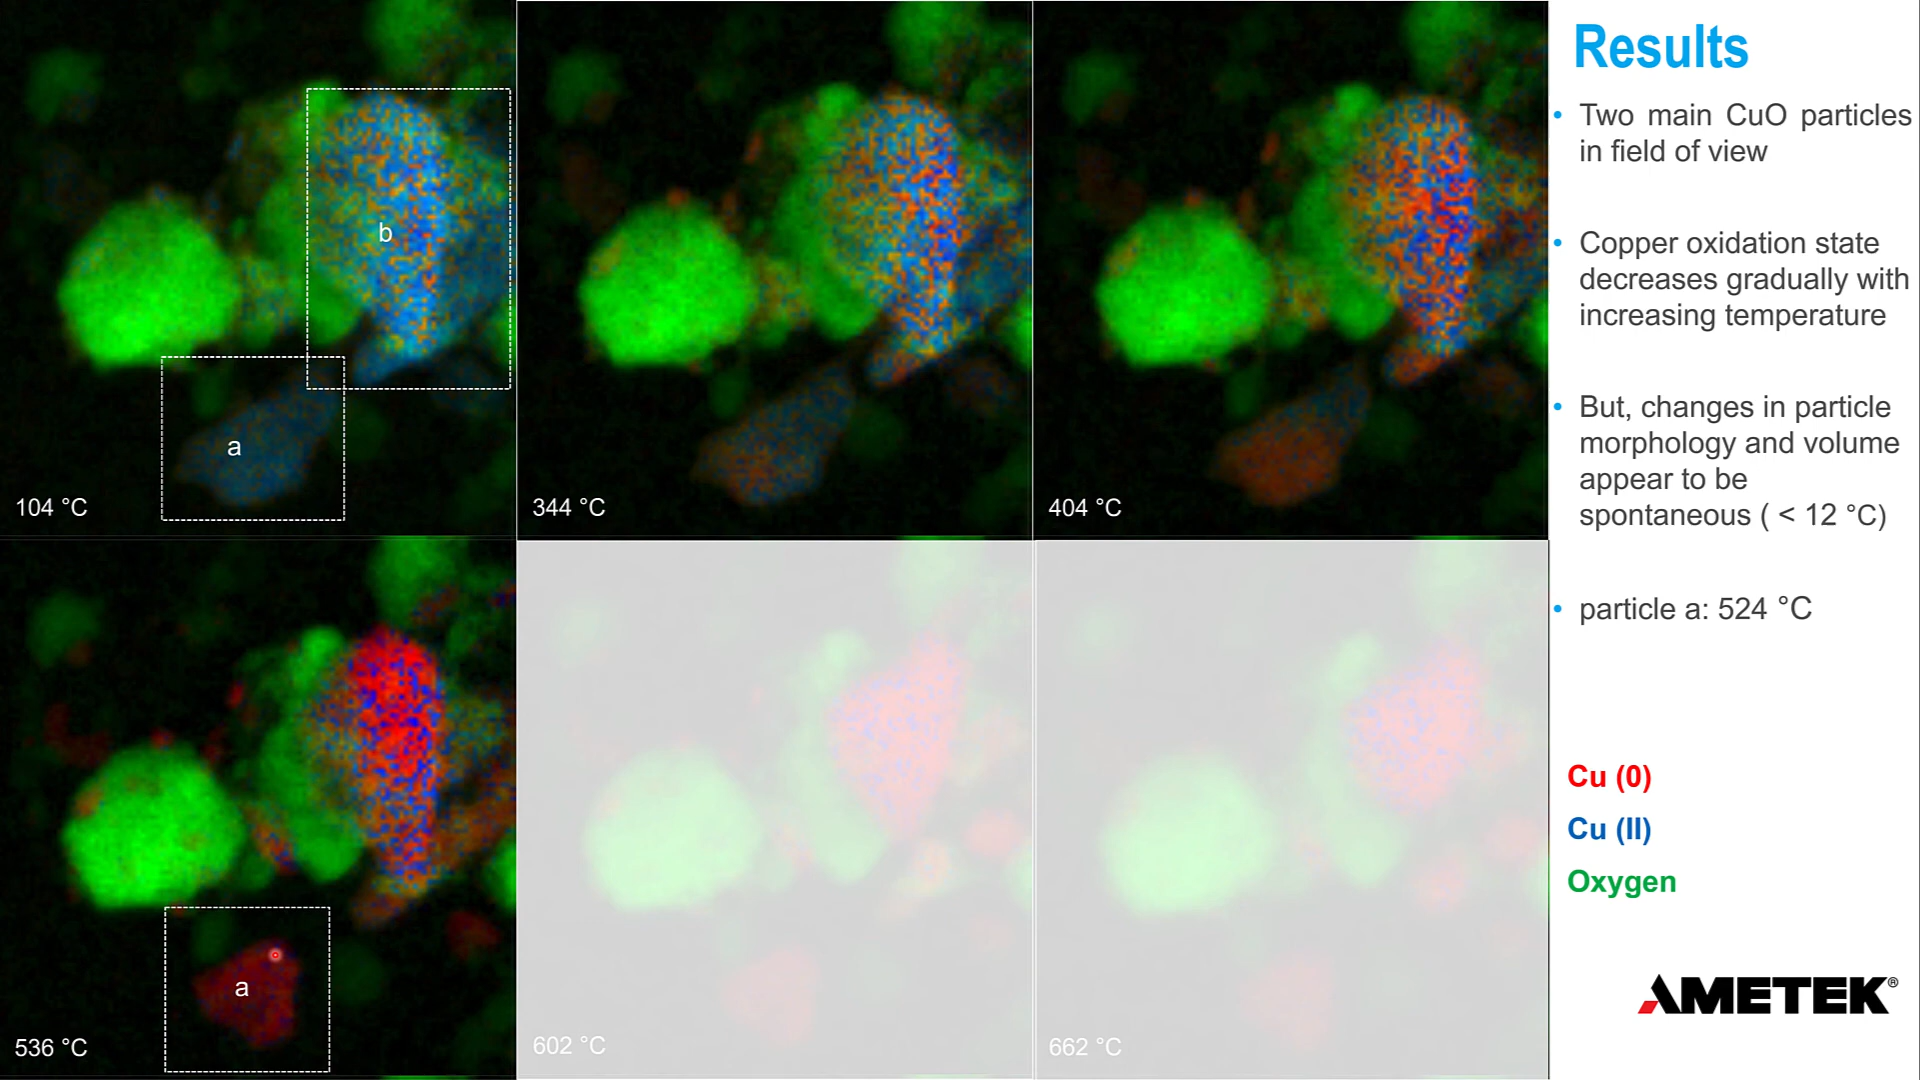 b
a
104 °C
344 °C
404 °C
a
536 °C
602 °C
662 °C
Results
• Two main CuO particles
in field of view
• Copper oxidation state
decreases gradually with
increasing temperature
• But, changes in particle
morphology and volume
appear to be
spontaneous ( < 12 °C)
• particle a: 524 °C
Cu (0)
Cu (II)
Oxygen
AMETEK®